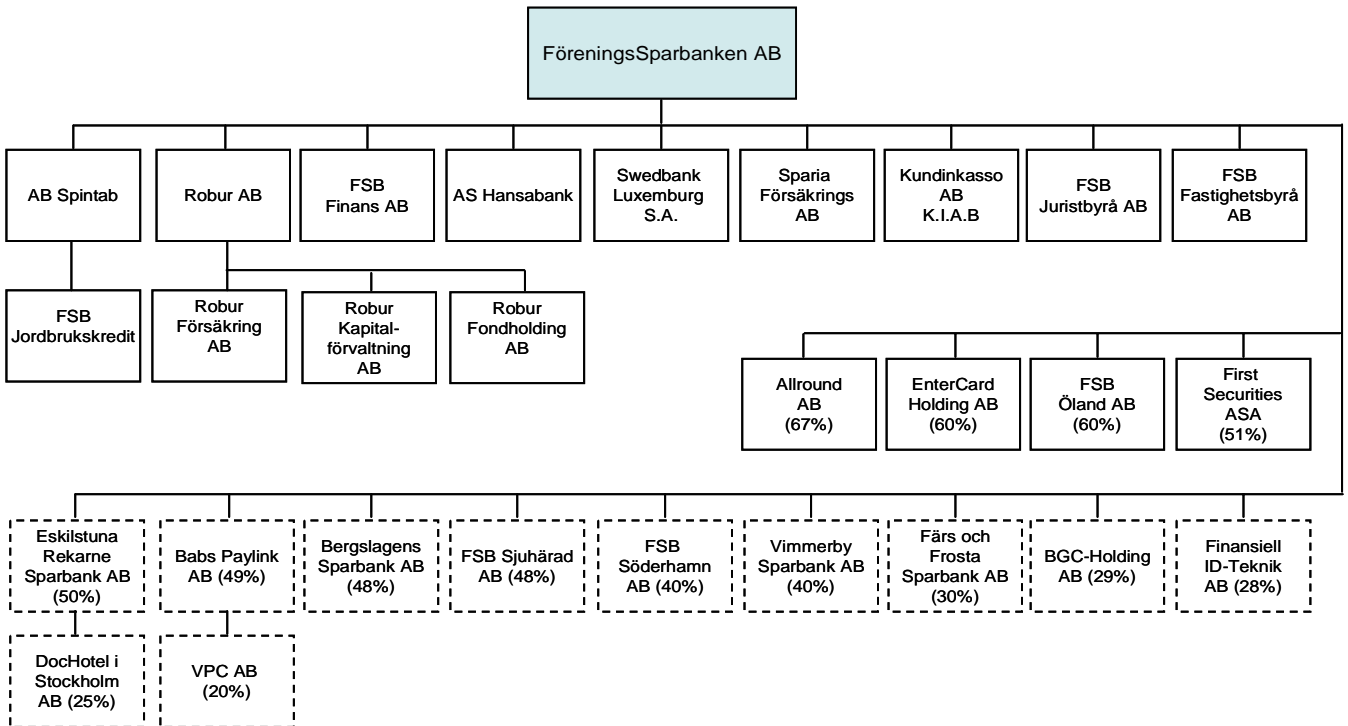 FöreningsSparbanken AB
AB Spintab
Robur AB
FSB
Finans AB
AS Hansabank
Swedbank
Luxemburg
S.A.
Sparia
Försäkrings
AB
Kundinkasso
AB
K.I.A.B
FSB
Juristbyrå AB
FSB
Fastighetsbyrå
AB
FSB
Jordbrukskredit
Robur
Försäkring
AB
Robur
Kapital-
förvaltning
AB
Robur
Fondholding
AB
Allround
AB
(67%)
EnterCard
Holding AB
(60%)
FSB
Öland AB
(60%)
First
Securities
ASA
(51%)
Eskilstuna
Rekarne
Sparbank AB
(50%)
Babs Paylink
AB (49%)
Bergslagens
Sparbank AB
(48%)
FSB Sjuhärad
AB (48%)
FSB
Söderhamn
AB (40%)
Vimmerby
Sparbank AB
(40%)
Färs och
Frosta
Sparbank AB
(30%)
BGC-Holding
AB (29%)
Finansiell
ID-Teknik
AB (28%)
DocHotel i
Stockholm
AB (25%)
VPC AB
(20%)